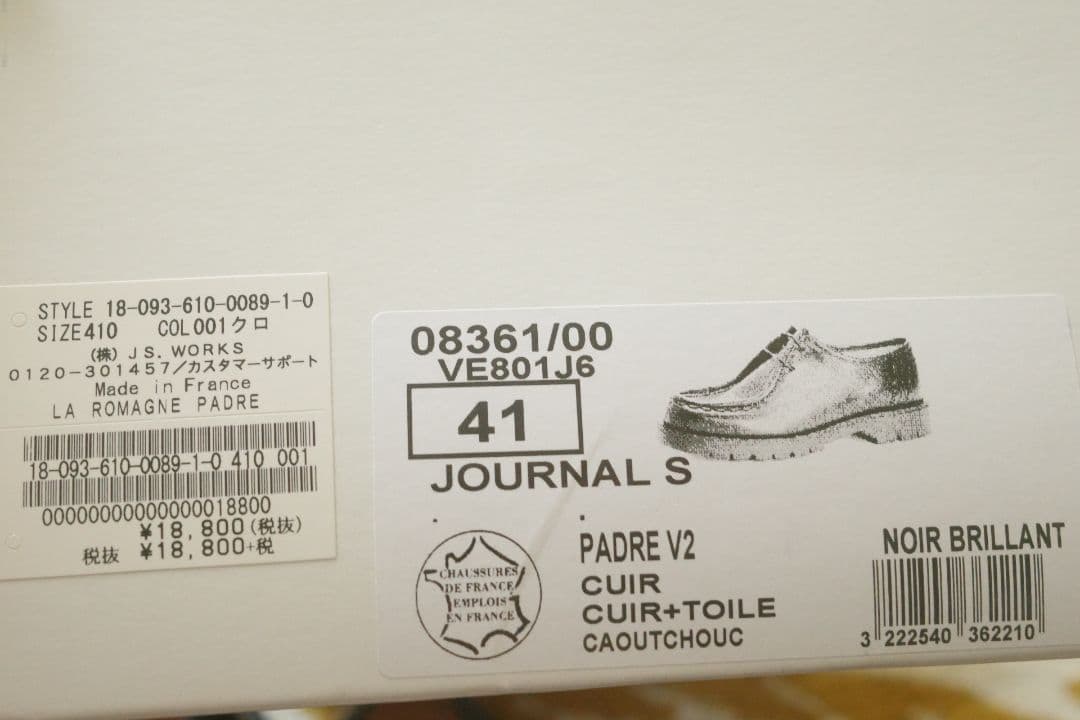 STYLE 18-093-610-0089-1-0
SIZE410 COL001クロ
(株)JS. WORKS
0120-301457/カスタマーサポート
Made in France
LA ROMAGNE PADRE
18-093-610-0089-1-0 410 001
00000000000000018800
¥18,800(税抜)
税抜 ¥18,800+税
08361/00
VE801J6
41
JOURNAL S
CHAUSSURES
DE FRANCE
EMPLOIS
EN FRANCE
PADRE V2
CUIR
CUIR+TOILE
CAOUTCHOUC
NOIR BRILLANT
3 222540 362210